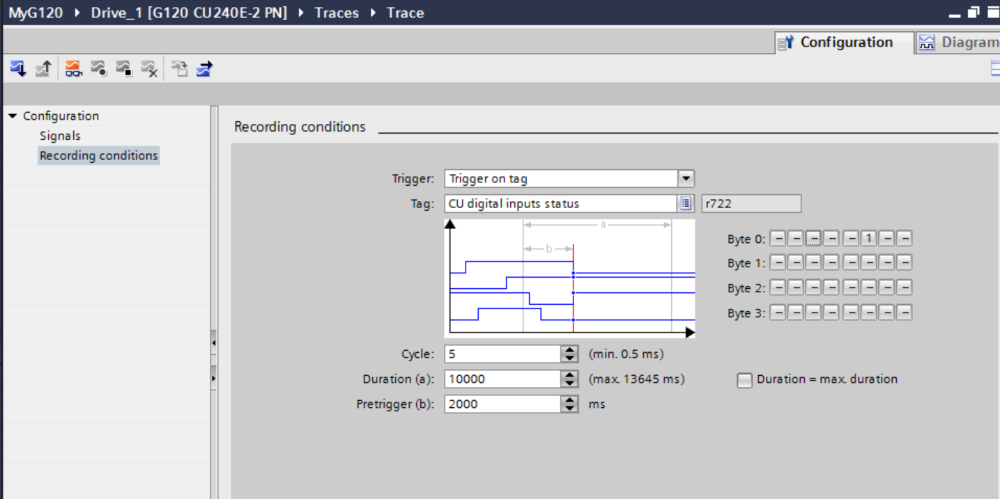 MyG120 ▸ Drive_1 [G120 CU240E-2 PN] ▸ Traces ▸ Trace
Configuration Diagram
Configuration
Signals
Recording conditions
Recording conditions
Trigger: Trigger on tag
Tag: CU digital inputs status r722
a
b
Byte 0: – – – – – 1 – –
Byte 1: – – – – – – – –
Byte 2: – – – – – – – –
Byte 3: – – – – – – – –
Cycle: 5 (min. 0.5 ms)
Duration (a): 10000 (max. 13645 ms) Duration = max. duration
Pretrigger (b): 2000 ms